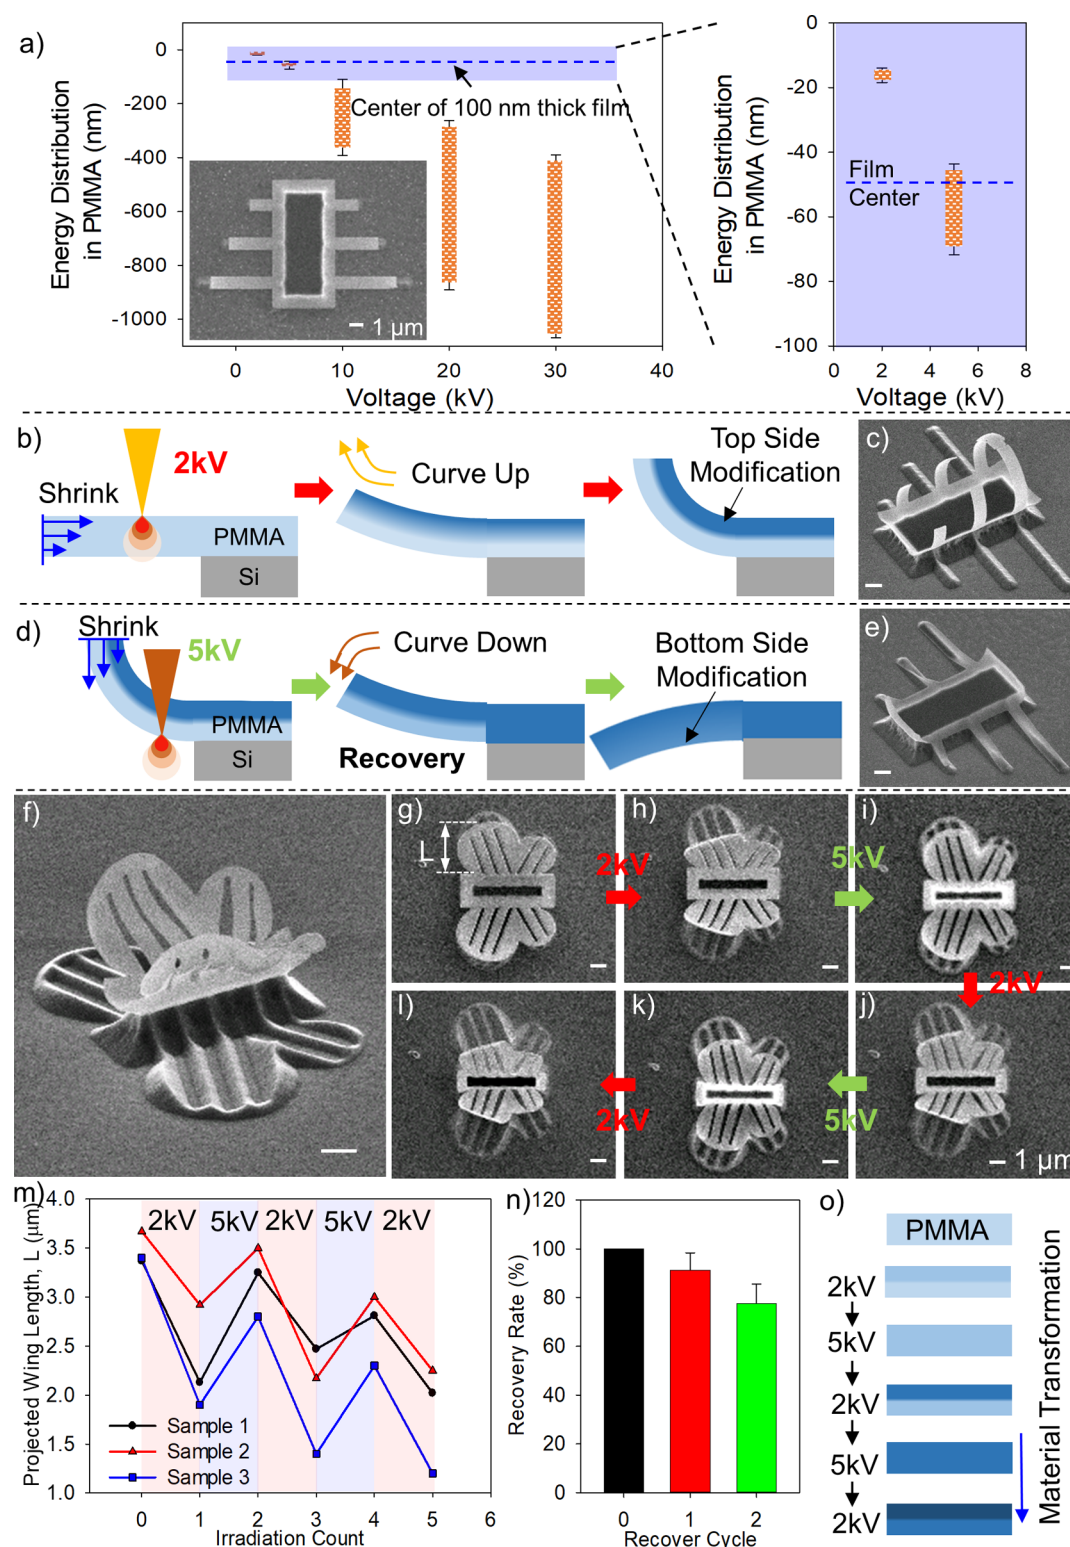 a)
Energy Distribution
in PMMA (nm)
0
-200
-400
-600
-800
-1000
Center of 100 nm thick film
1 μm
0
10
20
30
40
Voltage (kV)
Energy Distribution
in PMMA (nm)
0
-20
-40
-60
-80
-100
Film
Center
0
2
4
6
8
Voltage (kV)
b)
2kV
Shrink
PMMA
Si
Curve Up
Top Side
Modification
c)
d)
Shrink
5kV
PMMA
Si
Curve Down
Recovery
Bottom Side
Modification
e)
f)
g)
L
2kV
h)
5kV
i)
2kV
l)
2kV
k)
5kV
j)
1 μm
m)
Projected Wing Length, L (μm)
4.0
3.5
3.0
2.5
2.0
1.5
1.0
2kV
5kV
2kV
5kV
2kV
Sample 1
Sample 2
Sample 3
0
1
2
3
4
5
6
Irradiation Count
n)
Recovery Rate (%)
120
100
80
60
40
20
0
0
1
2
Recover Cycle
o)
PMMA
2kV
5kV
2kV
5kV
2kV
Material Transformation